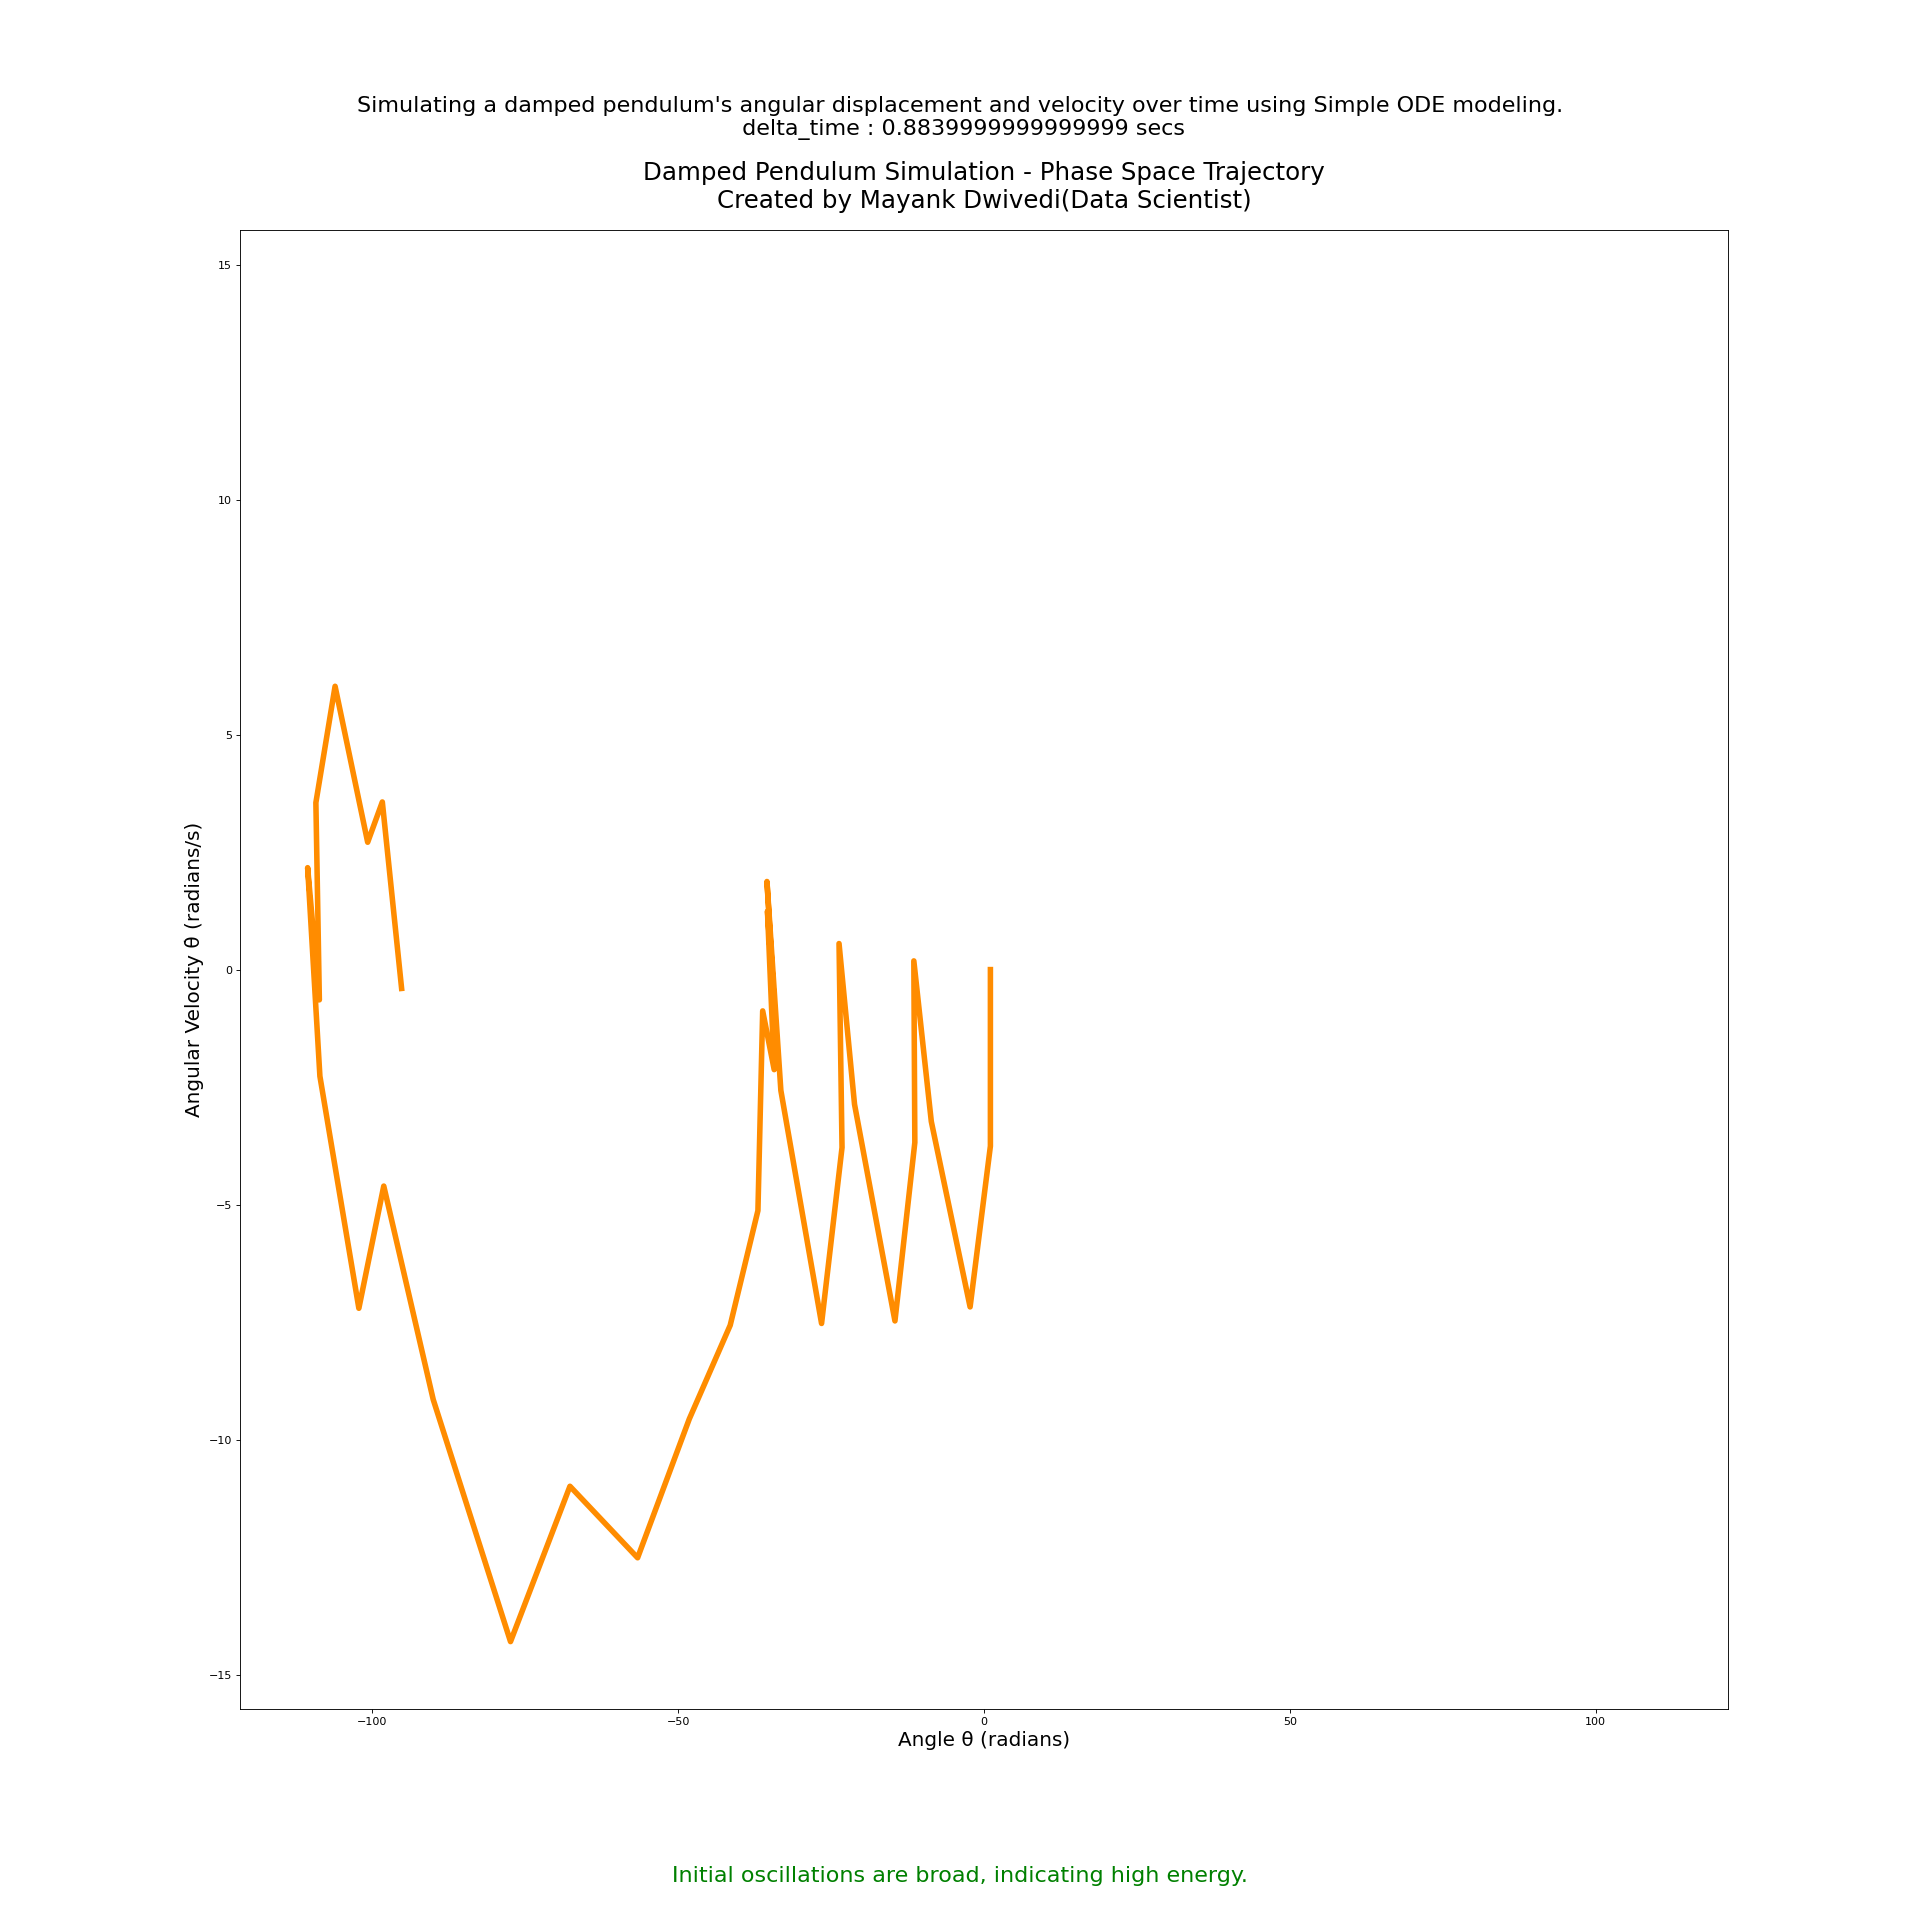 Simulating a damped pendulum's angular displacement and velocity over time using Simple ODE modeling.
delta_time : 0.8839999999999999 secs
Damped Pendulum Simulation - Phase Space Trajectory
Created by Mayank Dwivedi(Data Scientist)
15
10
5
0
−5
−10
−15
Angular Velocity θ̇ (radians/s)
−100
−50
0
50
100
Angle θ (radians)
Initial oscillations are broad, indicating high energy.